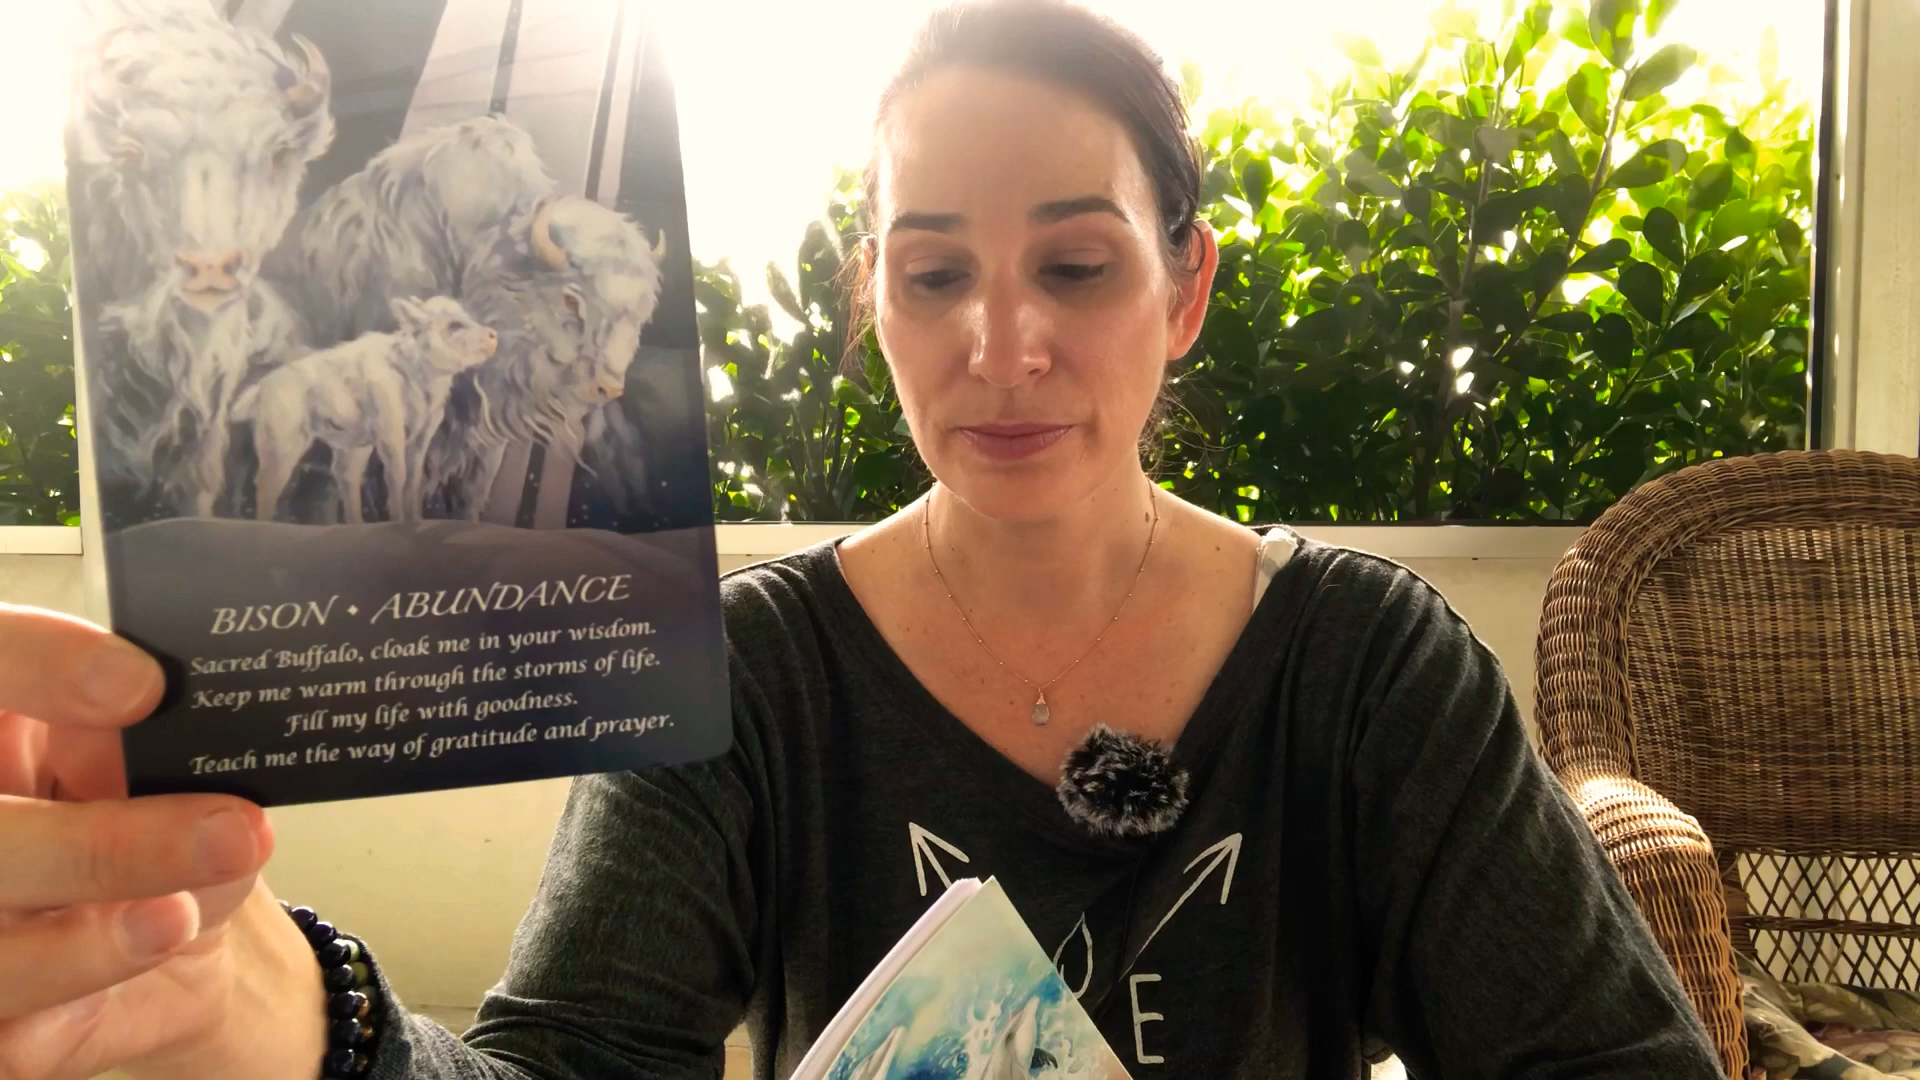 BISON • ABUNDANCE
Sacred Buffalo, cloak me in your wisdom.
Keep me warm through the storms of life.
Fill my life with goodness.
Teach me the way of gratitude and prayer.
E